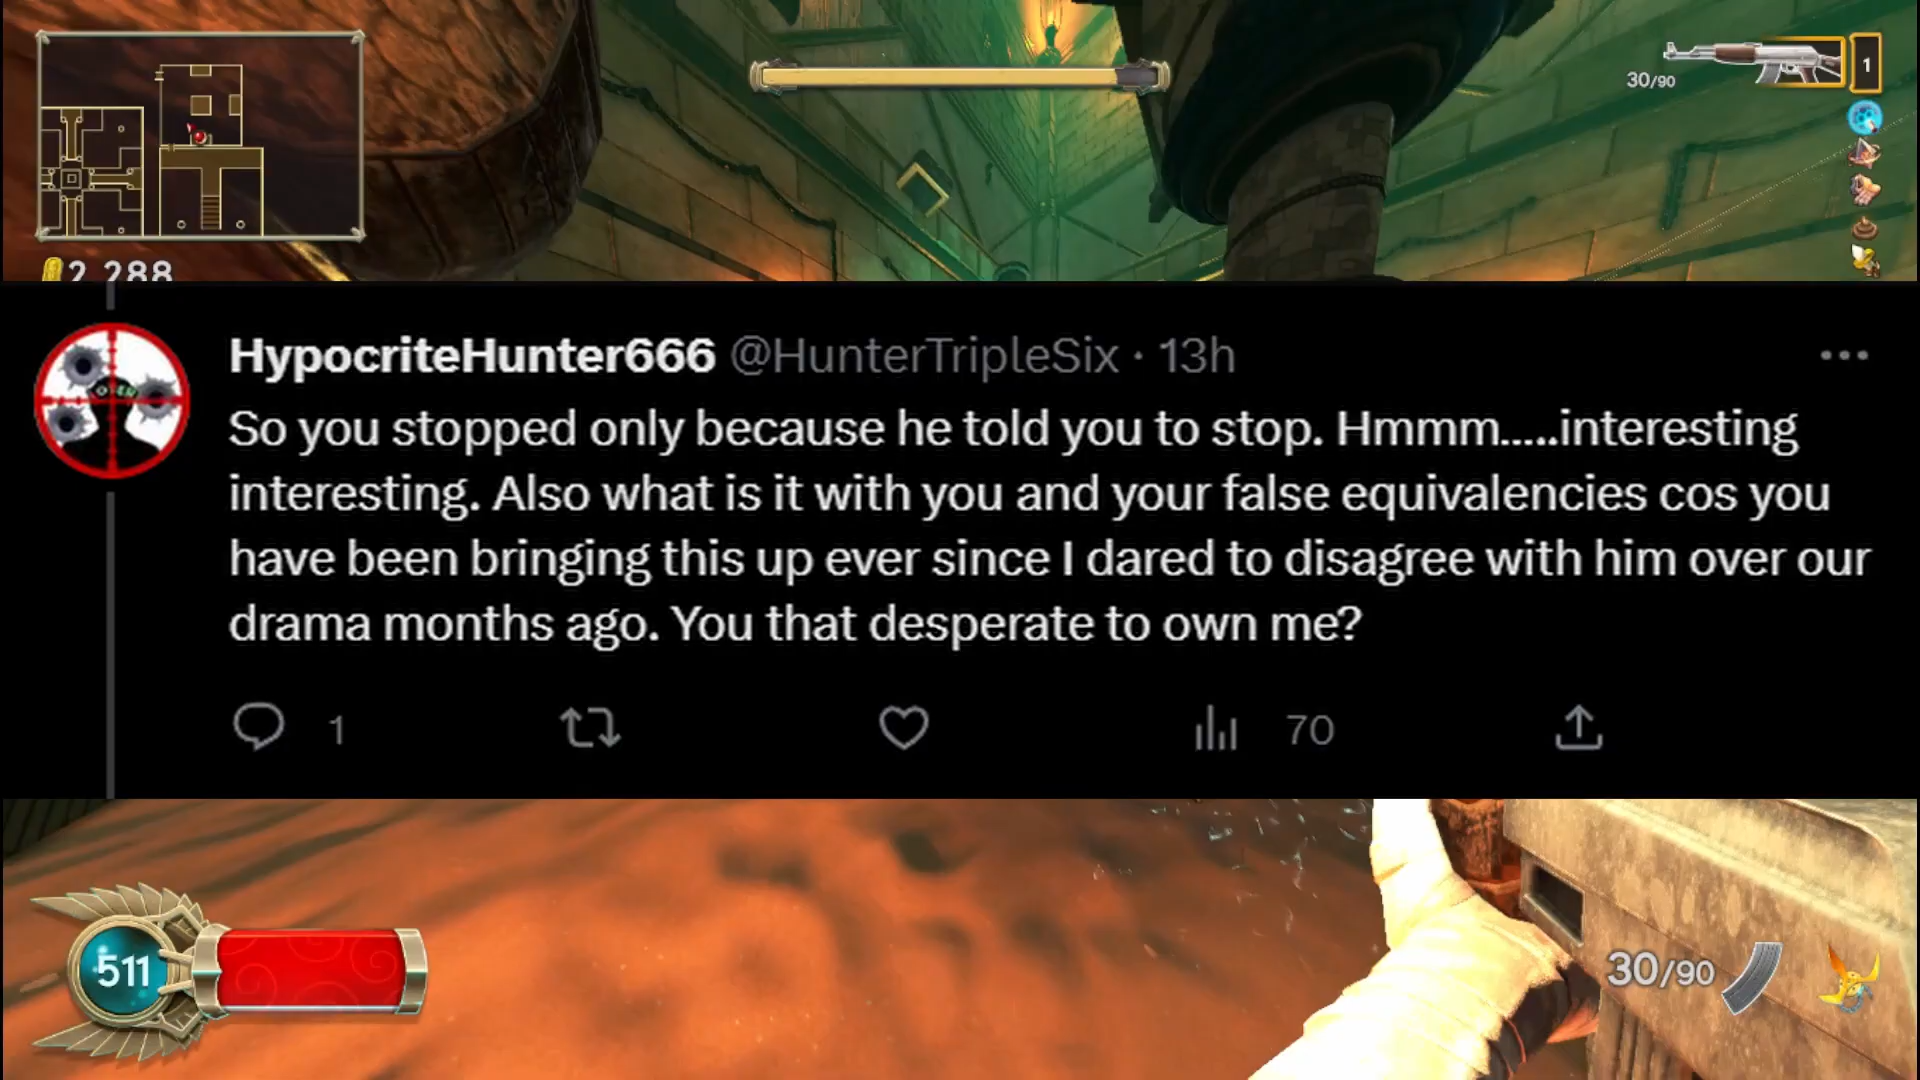 30/90
1
2 288
HypocriteHunter666 @HunterTripleSix · 13h
So you stopped only because he told you to stop. Hmmm.....interesting
interesting. Also what is it with you and your false equivalencies cos you
have been bringing this up ever since I dared to disagree with him over our
drama months ago. You that desperate to own me?
1
70
511
30/90